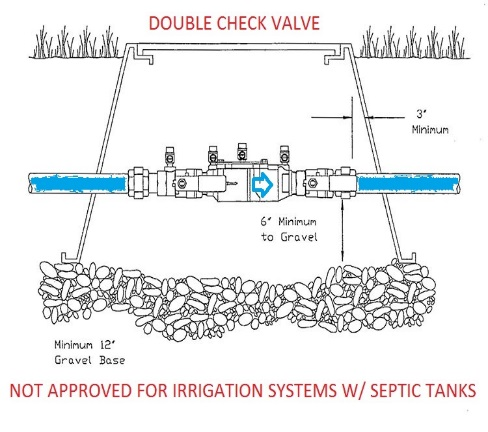 DOUBLE CHECK VALVE
3"
Minimum
6" Minimum
to Gravel
Minimum 12"
Gravel Base
NOT APPROVED FOR IRRIGATION SYSTEMS W/ SEPTIC TANKS